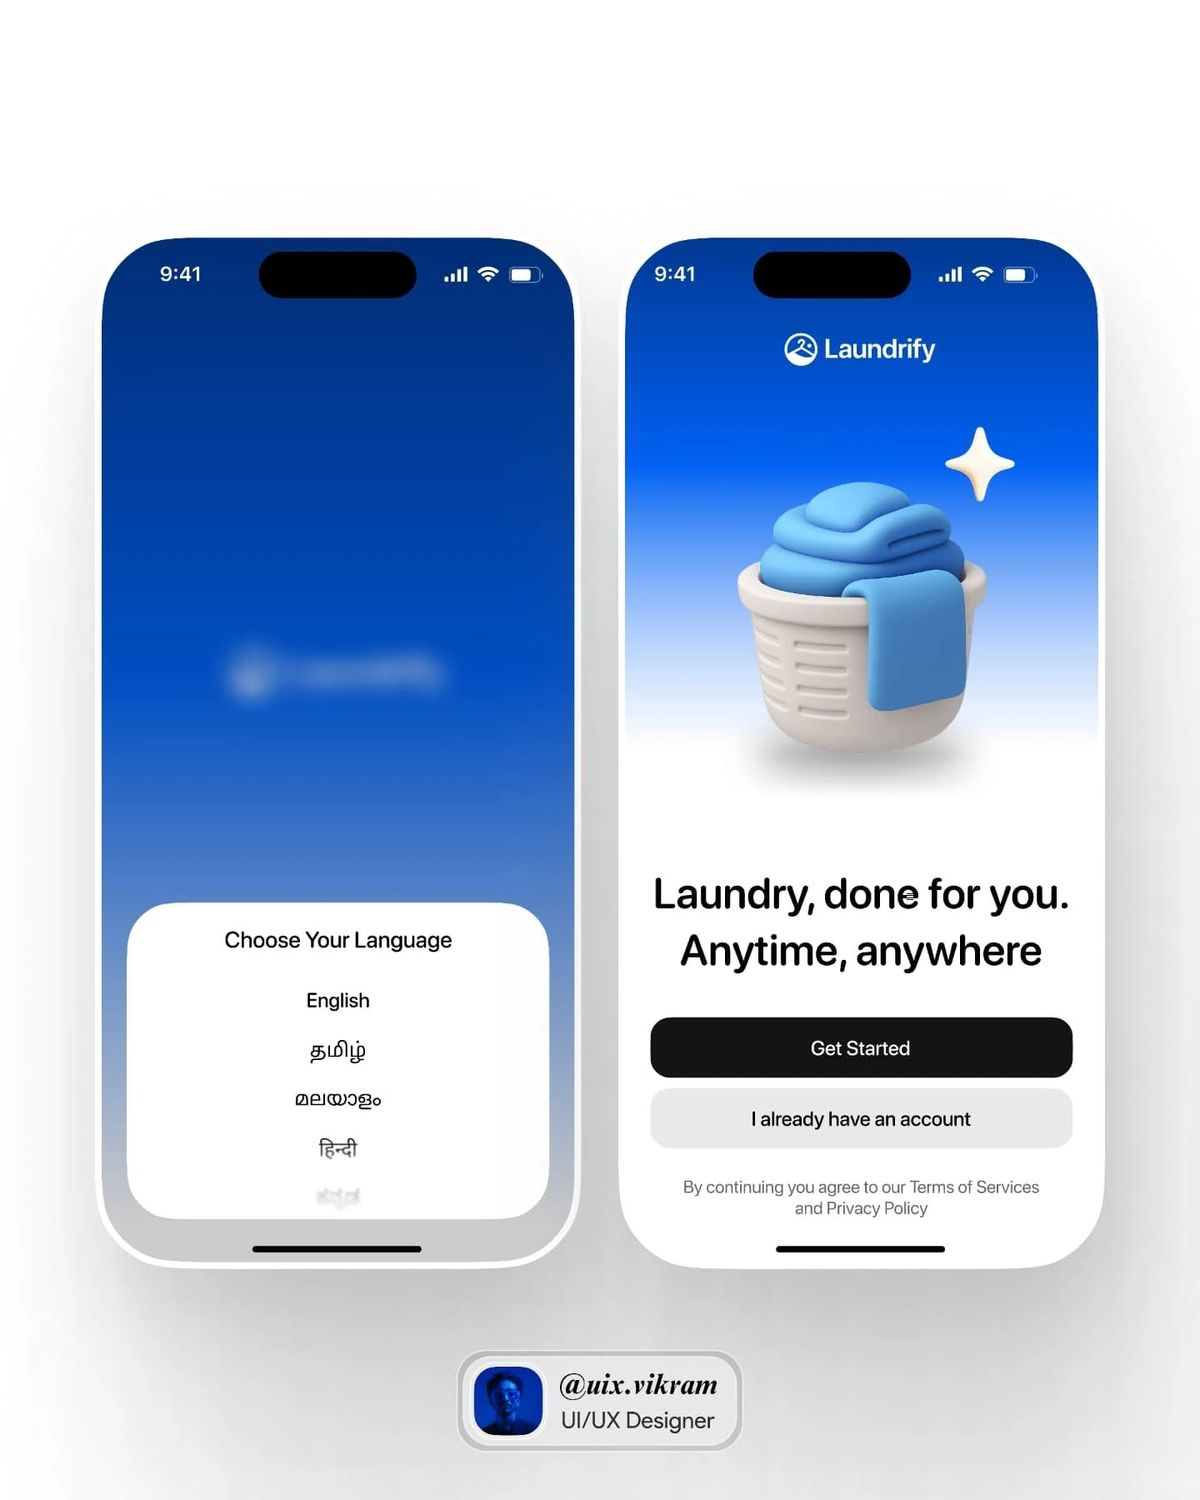 9:41
Choose Your Language
English
தமிழ்
മലയാളം
हिन्दी
9:41
Laundrify
Laundry, done for you.
Anytime, anywhere
Get Started
I already have an account
By continuing you agree to our Terms of Services
and Privacy Policy
@uix.vikram
UI/UX Designer